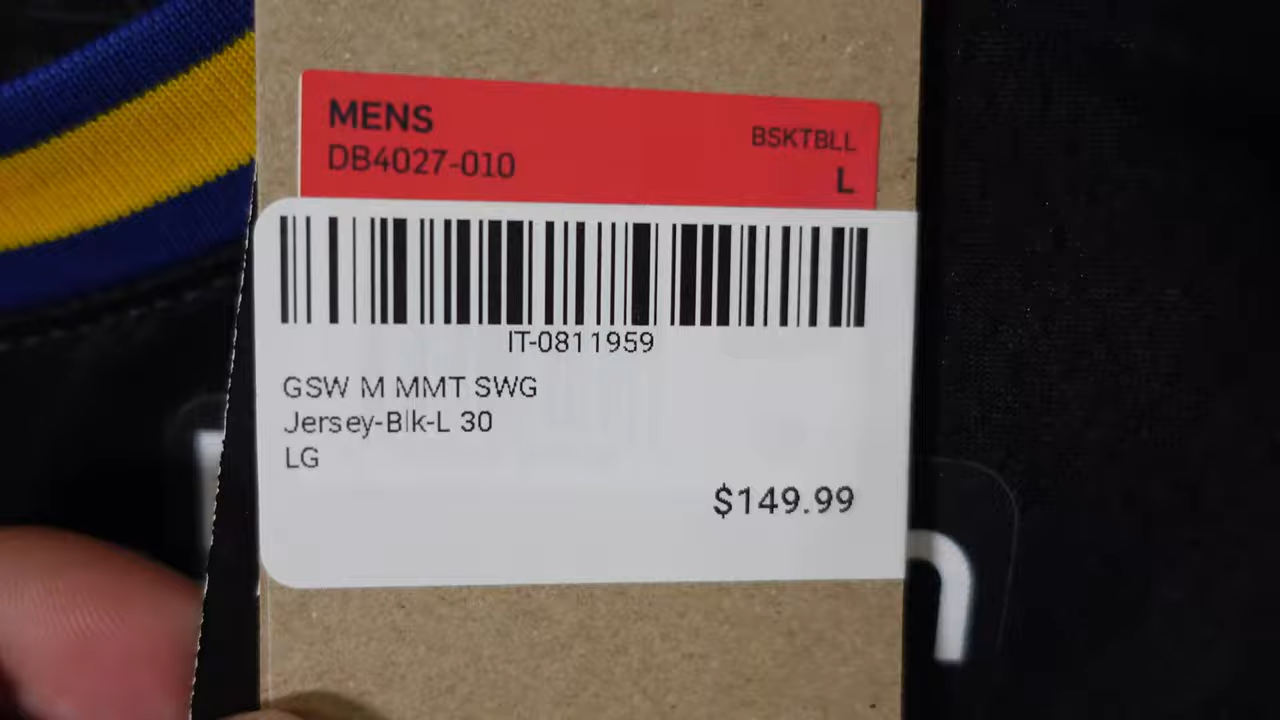 MENS
DB4027-010
BSKTBLL
L
IT-0811959
GSW M MMT SWG
Jersey-Blk-L 30
LG
$149.99